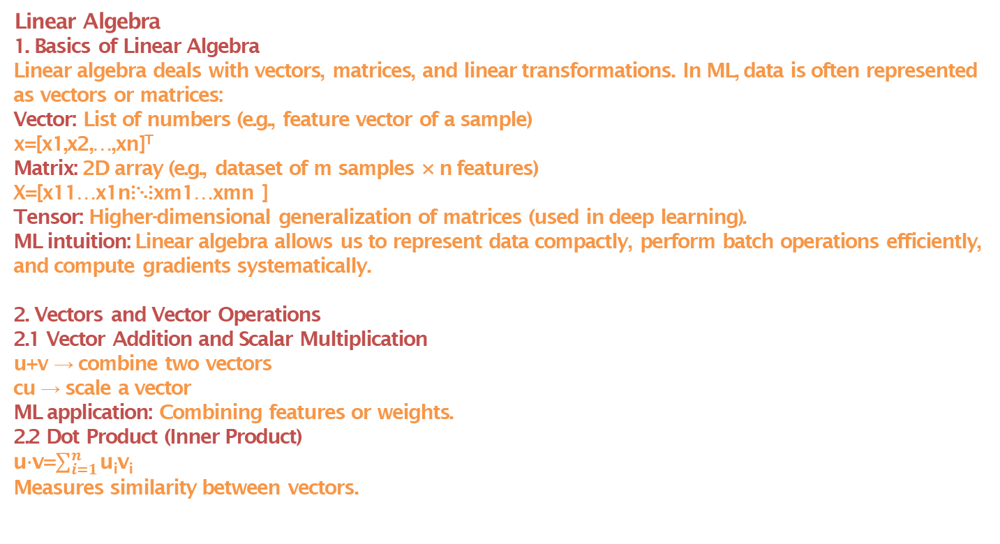 Linear Algebra
1. Basics of Linear Algebra
Linear algebra deals with vectors, matrices, and linear transformations. In ML, data is often represented
as vectors or matrices:
Vector: List of numbers (e.g., feature vector of a sample)
x=[x1,x2,…,xn]ᵀ
Matrix: 2D array (e.g., dataset of m samples × n features)
X=[x11…x1n⋮⋱⋮xm1…xmn ]
Tensor: Higher-dimensional generalization of matrices (used in deep learning).
ML intuition: Linear algebra allows us to represent data compactly, perform batch operations efficiently,
and compute gradients systematically.
2. Vectors and Vector Operations
2.1 Vector Addition and Scalar Multiplication
u+v → combine two vectors
cu → scale a vector
ML application: Combining features or weights.
2.2 Dot Product (Inner Product)
u·v=∑ⁿᵢ₌₁ uᵢvᵢ
Measures similarity between vectors.